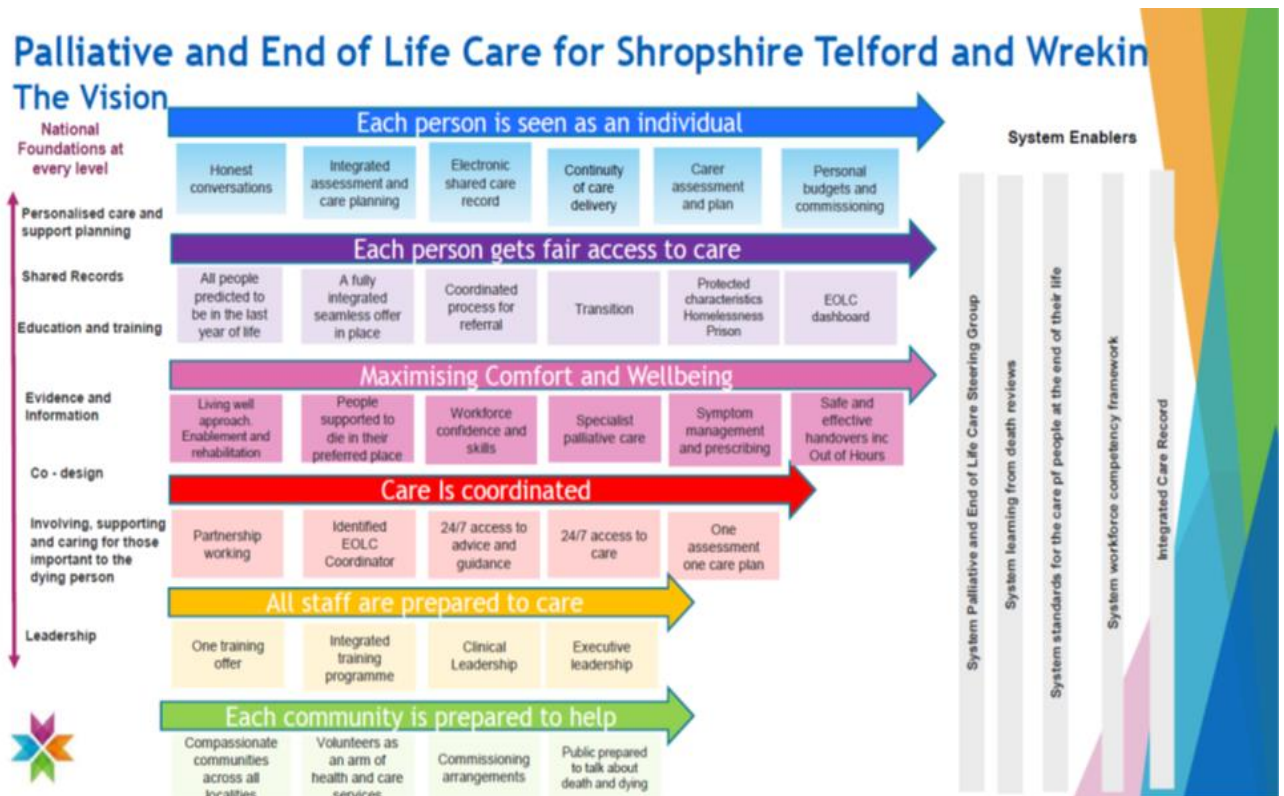 Palliative and End of Life Care for Shropshire Telford and Wrekin
The Vision
National
Foundations at
every level
Personalised care and
support planning
Shared Records
Education and training
Evidence and
Information
Co - design
Involving, supporting
and caring for those
important to the
dying person
Leadership
Each person is seen as an individual
Honest
conversations
Integrated
assessment and
care planning
Electronic
shared care
record
Continuity
of care
delivery
Carer
assessment
and plan
Personal
budgets and
commissioning
Each person gets fair access to care
All people
predicted to
be in the last
year of life
A fully
integrated
seamless offer
in place
Coordinated
process for
referral
Transition
Protected
characteristics
Homelessness
Prison
EOLC
dashboard
Maximising Comfort and Wellbeing
Living well
approach.
Enablement and
rehabilitation
People
supported to
die in their
preferred place
Workforce
confidence and
skills
Specialist
palliative care
Symptom
management
and prescribing
Safe and
effective
handovers inc
Out of Hours
Care Is coordinated
Partnership
working
Identified
EOLC
Coordinator
24/7 access to
advice and
guidance
24/7 access to
care
One
assessment
one care plan
All staff are prepared to care
One training
offer
Integrated
training
programme
Clinical
Leadership
Executive
leadership
Each community is prepared to help
Compassionate
communities
across all
localities
Volunteers as
an arm of
health and care
services
Commissioning
arrangements
Public prepared
to talk about
death and dying
System Enablers
System Palliative and End of Life Care Steering Group
System learning from death reviews
System standards for the care pf people at the end of their life
System workforce competency framework
Integrated Care Record